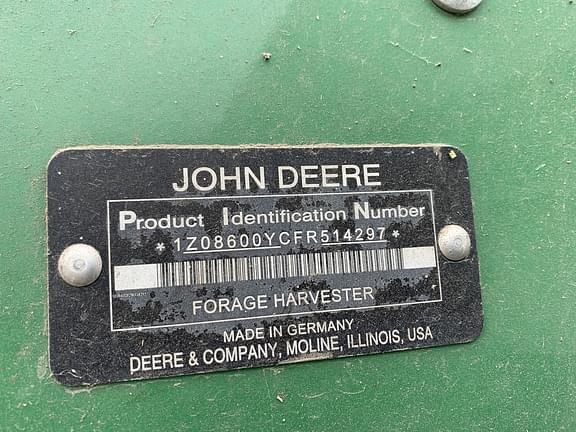 JOHN DEERE
Product Identification Number
*1Z08600YCFR514297*
FORAGE HARVESTER
MADE IN GERMANY
DEERE & COMPANY, MOLINE, ILLINOIS, USA